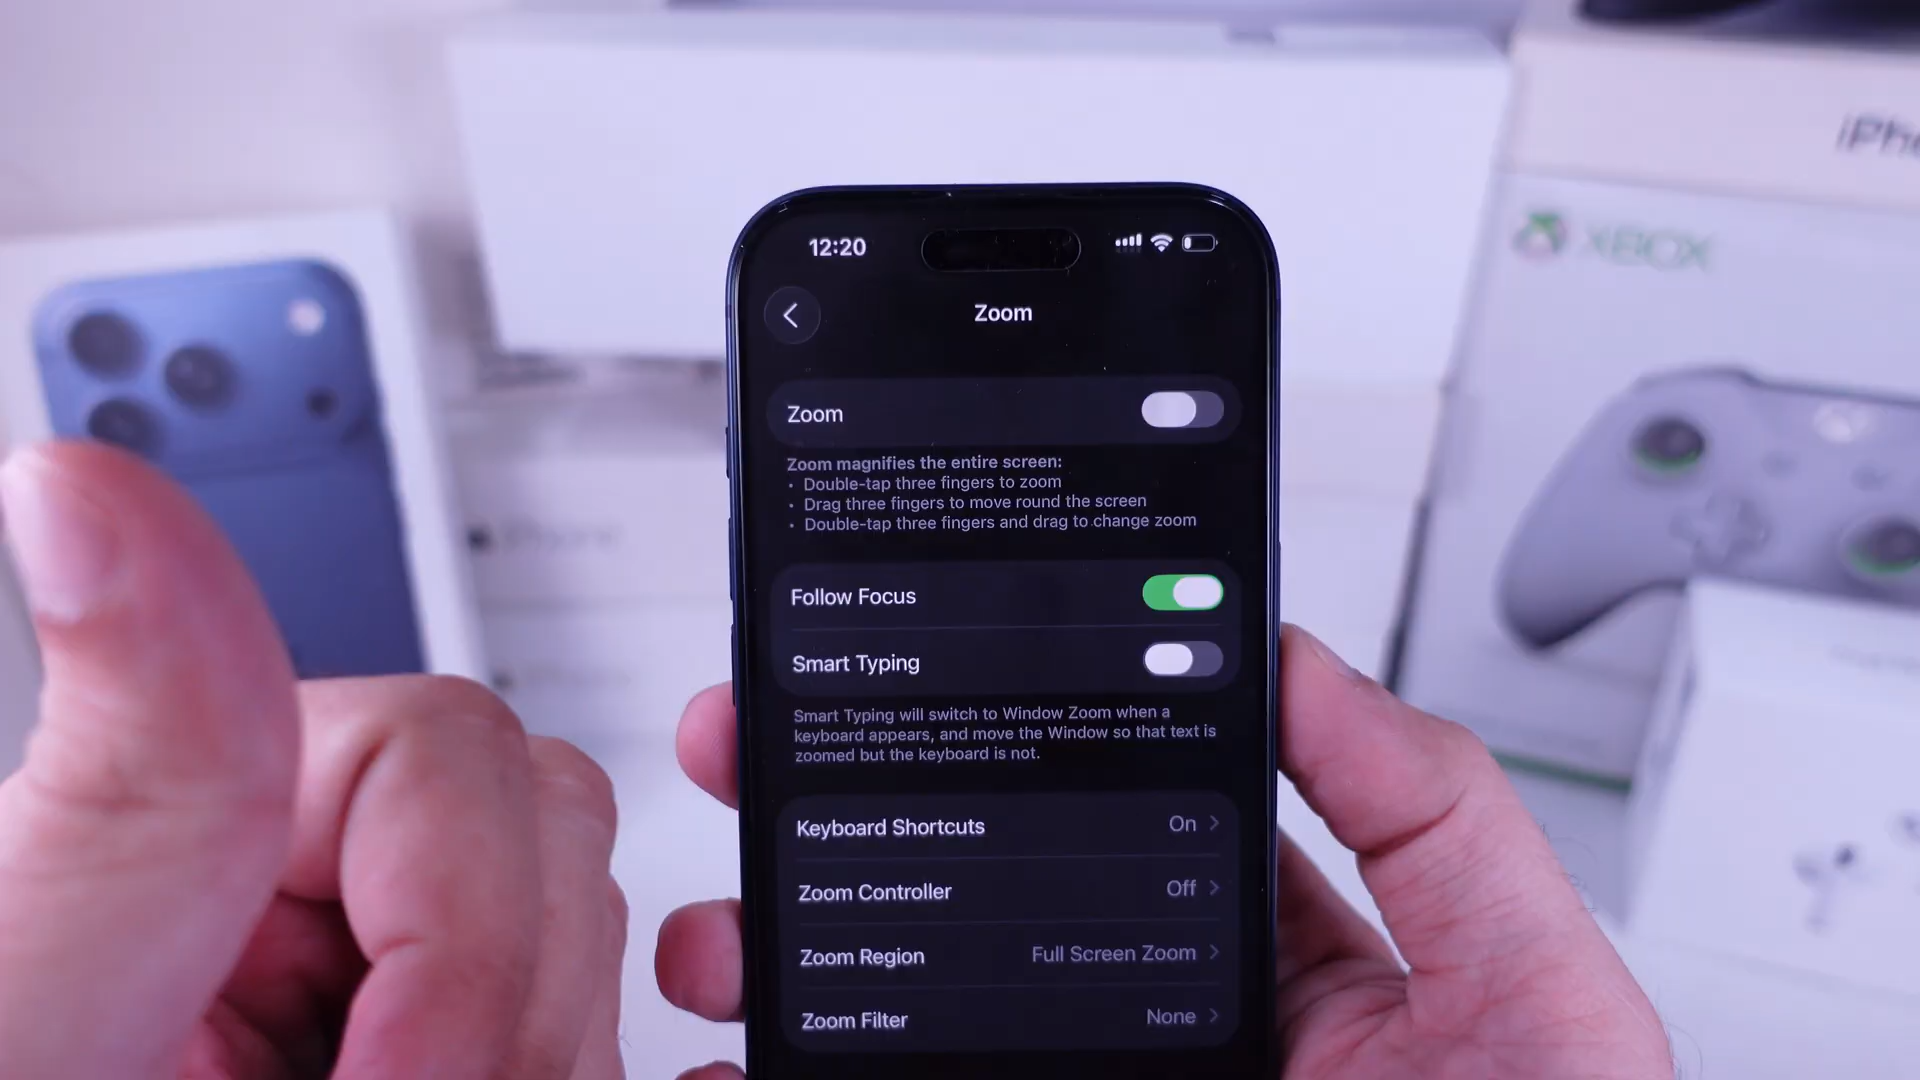 12:20
Zoom
Zoom
Zoom magnifies the entire screen:
• Double-tap three fingers to zoom
• Drag three fingers to move round the screen
• Double-tap three fingers and drag to change zoom
Follow Focus
Smart Typing
Smart Typing will switch to Window Zoom when a
keyboard appears, and move the Window so that text is
zoomed but the keyboard is not.
Keyboard Shortcuts On
Zoom Controller Off
Zoom Region Full Screen Zoom
Zoom Filter None
iPho
XBOX
iPhone